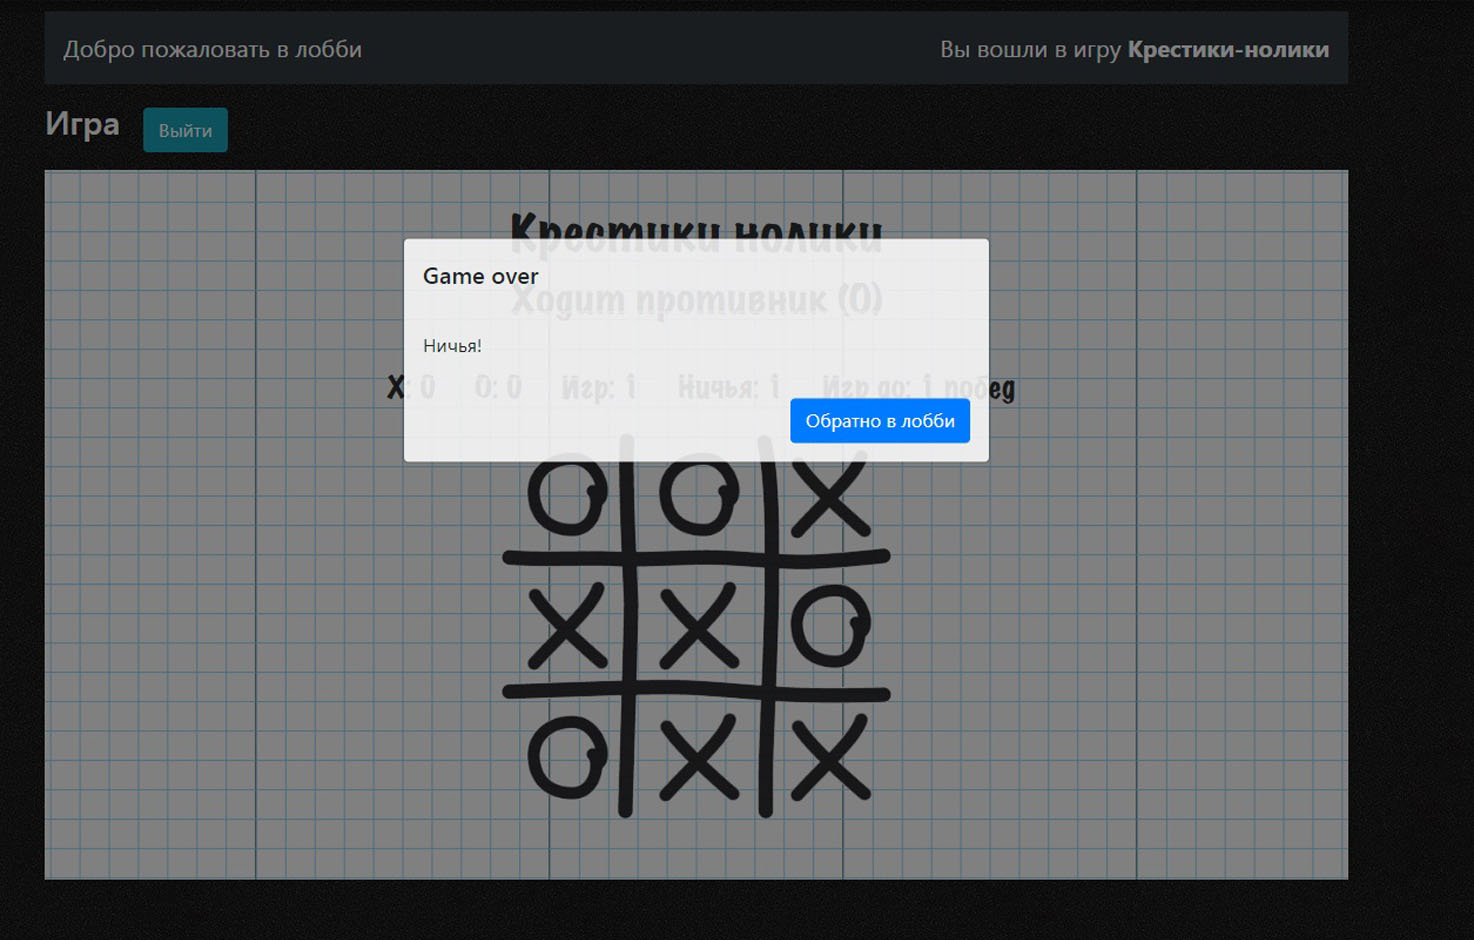 Добро пожаловать в лобби
Вы вошли в игру Крестики-нолики
Игра
Выйти
Крестики нолики
Game over
Ходит противник (O)
Ничья!
X: 0 O: 0 Игр: 1 Ничья: 1 Игр до: 1 побед
Обратно в лобби
O O X
X X O
O X X